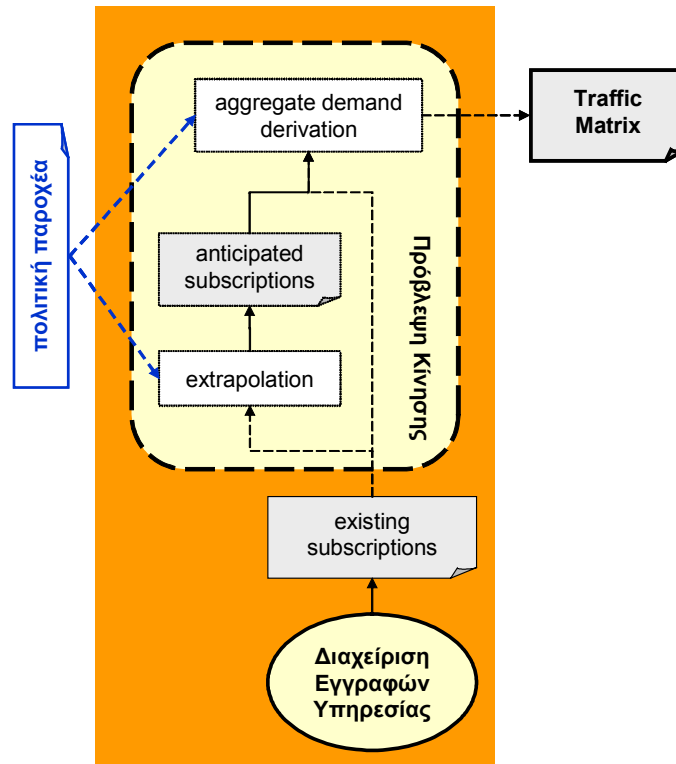 aggregate demand
derivation
Traffic
Matrix
πολιτική παροχέα
anticipated
subscriptions
Πρόβλεψη Κίνησης
extrapolation
existing
subscriptions
Διαχείριση
Εγγραφών
Υπηρεσίας